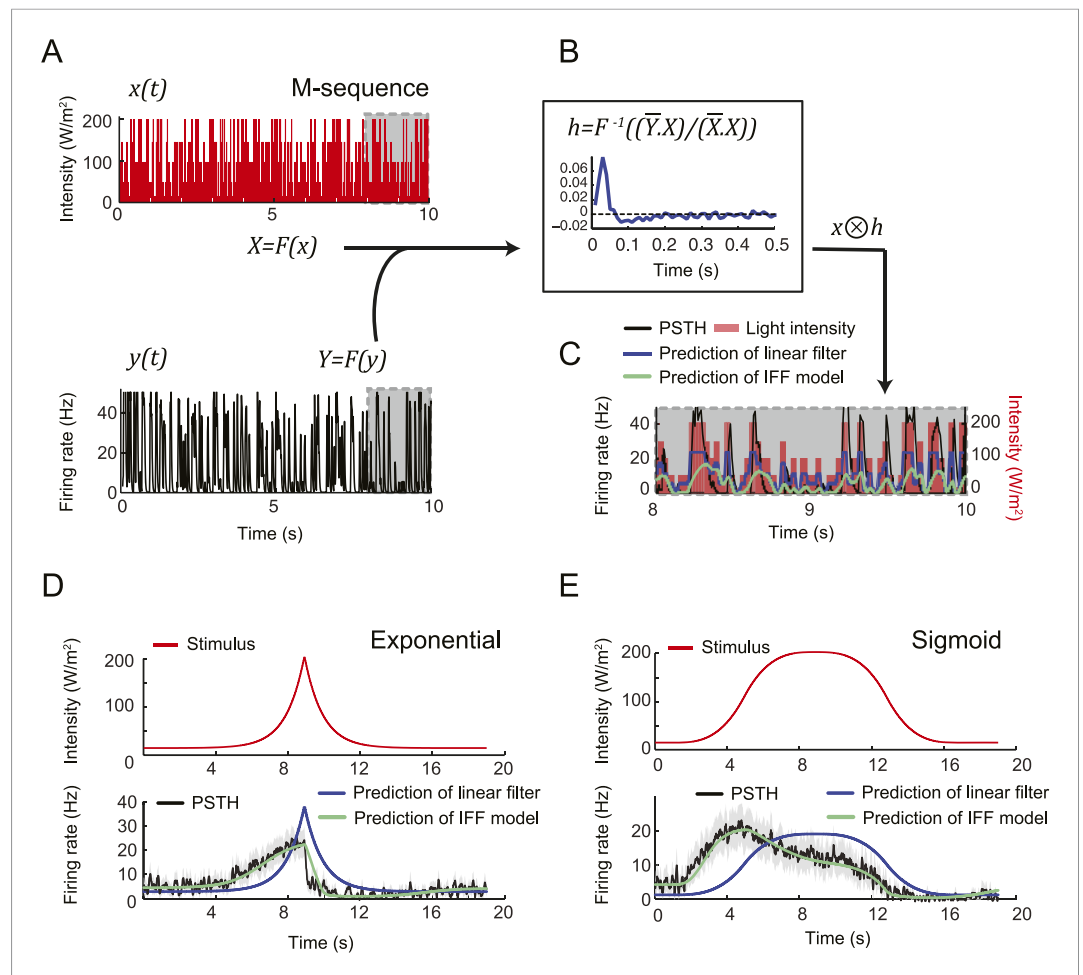 A
x(t)
M-sequence
Intensity (W/m²)
200
100
0
0
5
10
X=F(x)
y(t)
Y=F(y)
Firing rate (Hz)
40
20
0
0
5
10
Time (s)
B
h=F⁻¹((Y̅.X)/(X̅.X))
0.06
0.04
0.02
0
−0.02
0
0.1
0.2
0.3
0.4
0.5
Time (s)
x⊗h
PSTH
Light intensity
Prediction of linear filter
Prediction of IFF model
C
Firing rate (Hz)
40
20
0
200
100
0
Intensity (W/m²)
8
9
10
Time (s)
D
Stimulus
Exponential
Intensity (W/m²)
200
100
0
4
8
12
16
20
PSTH
Prediction of linear filter
Prediction of IFF model
Firing rate (Hz)
40
30
20
10
0
0
4
8
12
16
20
Time (s)
E
Stimulus
Sigmoid
Intensity (W/m²)
200
100
0
0
4
8
12
16
20
PSTH
Prediction of linear filter
Prediction of IFF model
Firing rate (Hz)
20
10
0
0
4
8
12
16
20
Time (s)